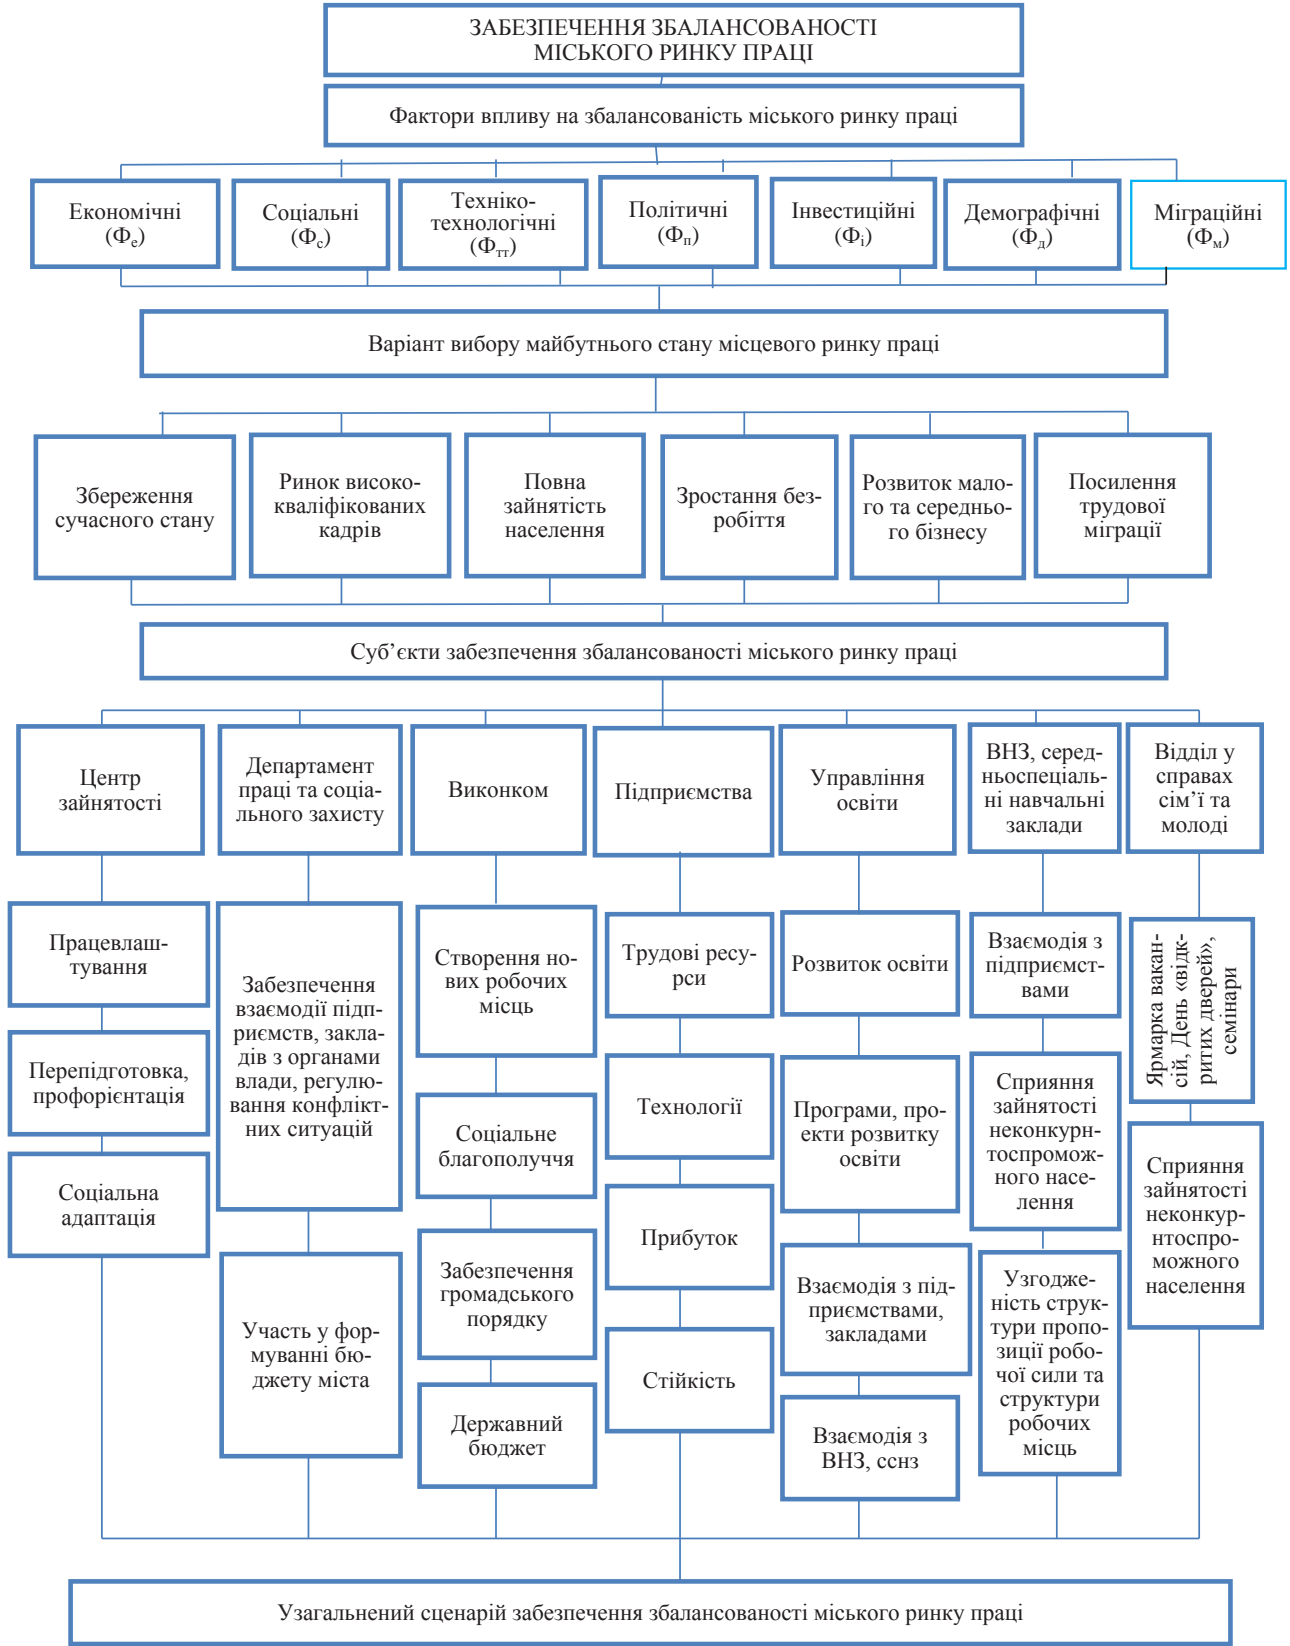 ЗАБЕЗПЕЧЕННЯ ЗБАЛАНСОВАНОСТІ
МІСЬКОГО РИНКУ ПРАЦІ
Фактори впливу на збалансованість міського ринку праці
Економічні
(Фе)
Соціальні
(Фс)
Техніко-
технологічні
(Фтт)
Політичні
(Фп)
Інвестиційні
(Фі)
Демографічні
(Фд)
Міграційні
(Фм)
Варіант вибору майбутнього стану місцевого ринку праці
Збереження
сучасного стану
Ринок високо-
кваліфікованих
кадрів
Повна
зайнятість
населення
Зростання без-
робіття
Розвиток мало-
го та середньо-
го бізнесу
Посилення
трудової
міграції
Суб’єкти забезпечення збалансованості міського ринку праці
Центр
зайнятості
Департамент
праці та соціа-
льного захисту
Виконком
Підприємства
Управління
освіти
ВНЗ, серед-
ньоспеціаль-
ні навчальні
заклади
Відділ у
справах
сім’ї та
молоді
Працевлаш-
тування
Перепідготовка,
профорієнтація
Соціальна
адаптація
Забезпечення
взаємодії підп-
риємств, закла-
дів з органами
влади, регулю-
вання конфлікт-
них ситуацій
Участь у фор-
муванні бю-
джету міста
Створення но-
вих робочих
місць
Соціальне
благополуччя
Забезпечення
громадського
порядку
Державний
бюджет
Трудові ресу-
рси
Технології
Прибуток
Стійкість
Розвиток освіти
Програми, про-
екти розвитку
освіти
Взаємодія з під-
приємствами,
закладами
Взаємодія з
ВНЗ, сснз
Взаємодія з
підприємст-
вами
Сприяння
зайнятості
неконкурн-
тоспромож-
ного насе-
лення
Узгодже-
ність струк-
тури пропо-
зиції робо-
чої сили та
структури
робочих
місць
Ярмарка вакан-
сій, День «відк-
ритих дверей»,
семінари
Сприяння
зайнятості
неконкур-
нтоспро-
можного
населення
Узагальнений сценарій забезпечення збалансованості міського ринку праці